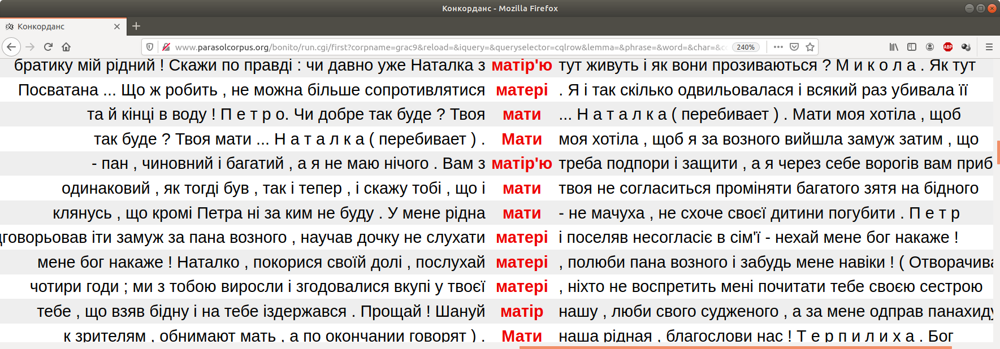 Конкорданс - Mozilla Firefox
Конкорданс
www.parasolcorpus.org/bonito/run.cgi/first?corpname=grac9&reload=&iquery=&queryselector=cqlrow&lemma=&phrase=&word=&char=& 240%
ABP
братику мій рідний ! Скажи по правді : чи давно уже Наталка з матір'ю тут живуть і як вони прозиваються ? М и к о л а . Як тут
Посватана ... Що ж робить , не можна більше сопротивлятися матері . Я і так скілько одвильовалася і всякий раз убивала її
та й кінці в воду ! П е т р о. Чи добре так буде ? Твоя мати ... Н а т а л к а ( перебивает ) . Мати моя хотіла , щоб
так буде ? Твоя мати ... Н а т а л к а ( перебивает ) . Мати моя хотіла , щоб я за возного вийшла замуж затим , що
- пан , чиновний і багатий , а я не маю нічого . Вам з матір'ю треба подпори і защити , а я через себе ворогів вам приб
одинаковий , як тогді був , так і тепер , і скажу тобі , що і мати твоя не согласиться проміняти багатого зятя на бідного
клянусь , що кромі Петра ні за ким не буду . У мене рідна мати - не мачуха , не схоче своєї дитини погубити . П е т р
говорьовав іти замуж за пана возного , научав дочку не слухати матері і поселяв несогласіє в сім'ї - нехай мене бог накаже !
мене бог накаже ! Наталко , покорися своїй долі , послухай матері , полюби пана возного і забудь мене навіки ! ( Отворачива
чотири годи ; ми з тобою виросли і згодовалися вкупі у твоєї матері , ніхто не воспретить мені почитати тебе своєю сестрою
тебе , що взяв бідну і на тебе іздержався . Прощай ! Шануй матір нашу , люби свого судженого , а за мене одправ панахиду
к зрителям , обнимают мать , а по окончании говорят ) . Мати наша рідная , благослови нас ! Т е р п и л и х а . Бог